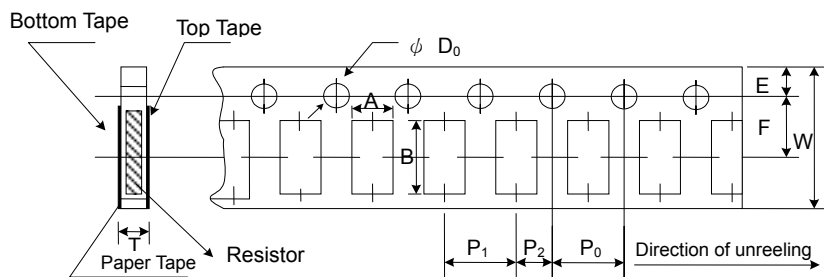 Bottom Tape
Top Tape
ψ D₀
A
E
F
W
B
T
Paper Tape
Resistor
P₁
P₂
P₀
Direction of unreeling